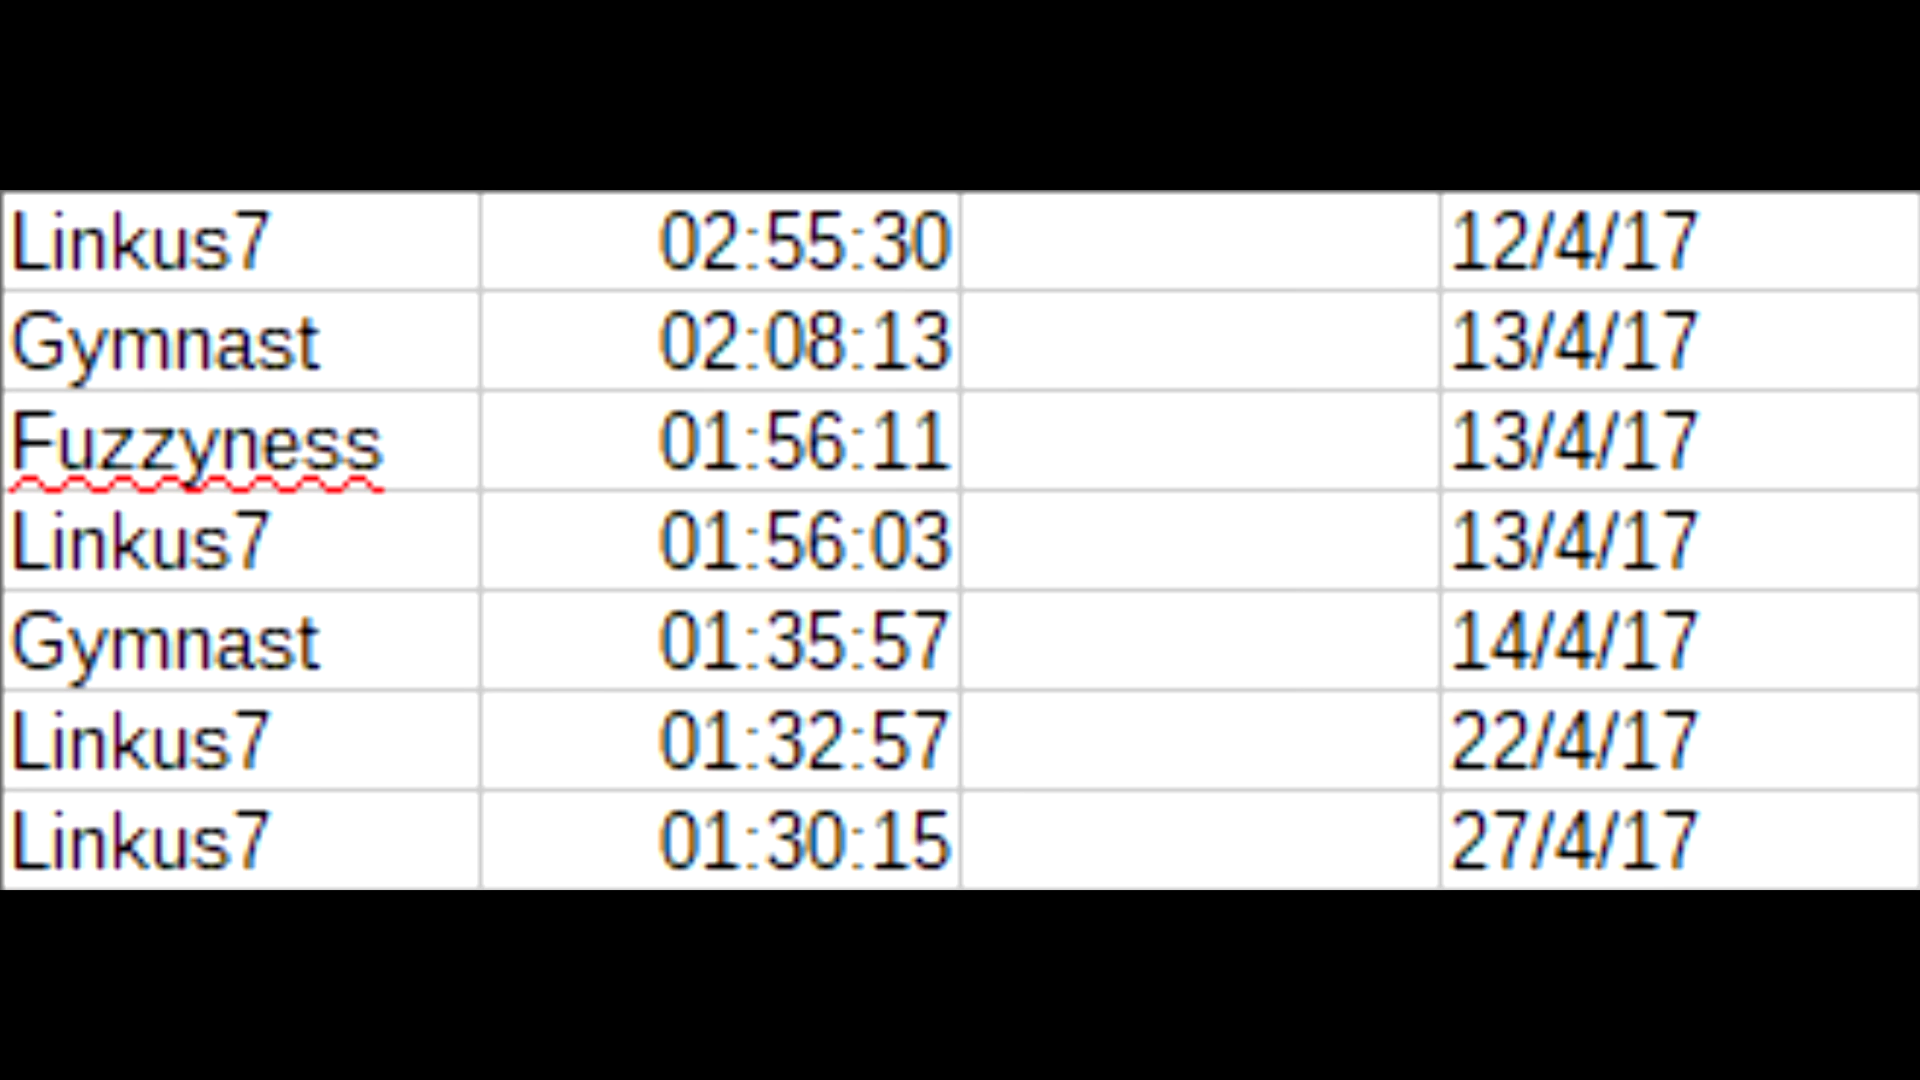 Linkus7 02:55:30 12/4/17
Gymnast 02:08:13 13/4/17
Fuzzyness 01:56:11 13/4/17
Linkus7 01:56:03 13/4/17
Gymnast 01:35:57 14/4/17
Linkus7 01:32:57 22/4/17
Linkus7 01:30:15 27/4/17